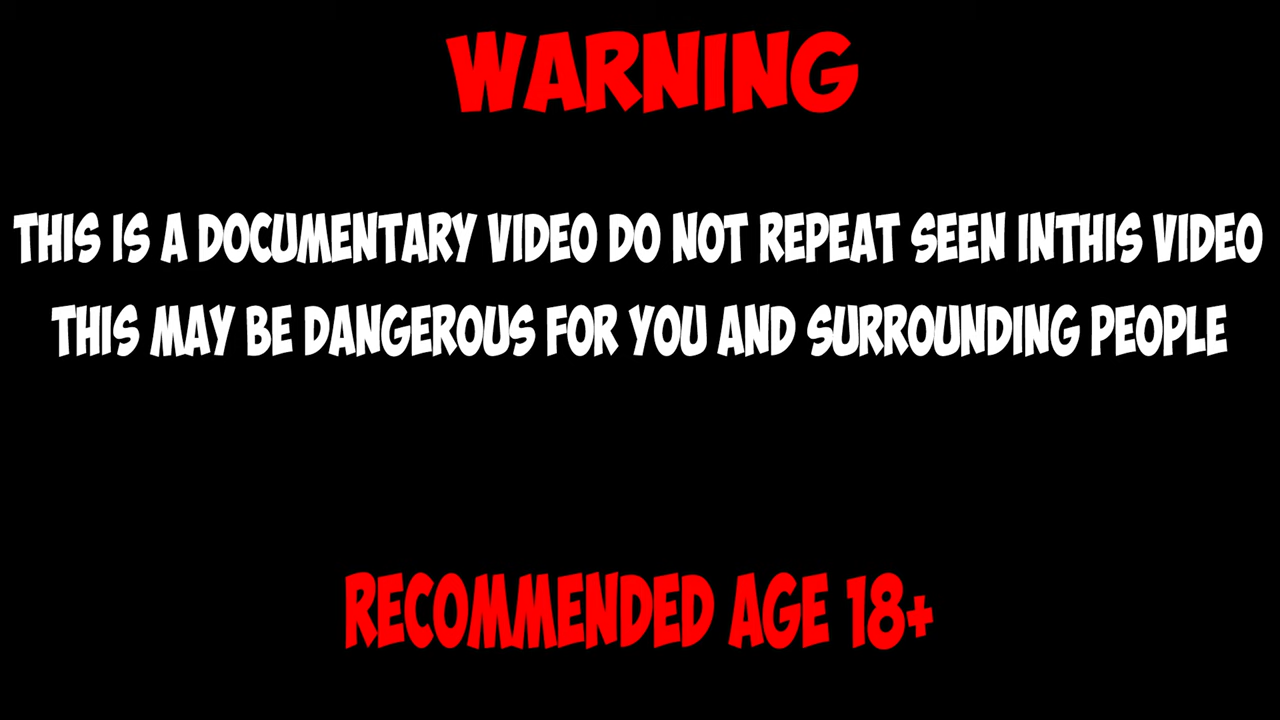 WARNING
THIS IS A DOCUMENTARY VIDEO DO NOT REPEAT SEEN INTHIS VIDEO
THIS MAY BE DANGEROUS FOR YOU AND SURROUNDING PEOPLE
RECOMMENDED AGE 18+